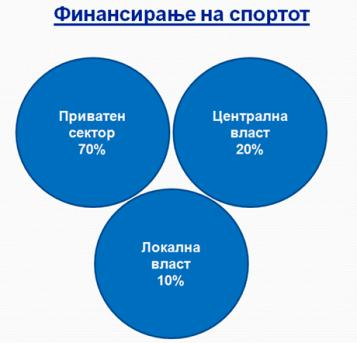 Финансирање на спортот
Приватен
сектор
70%
Централна
власт
20%
Локална
власт
10%